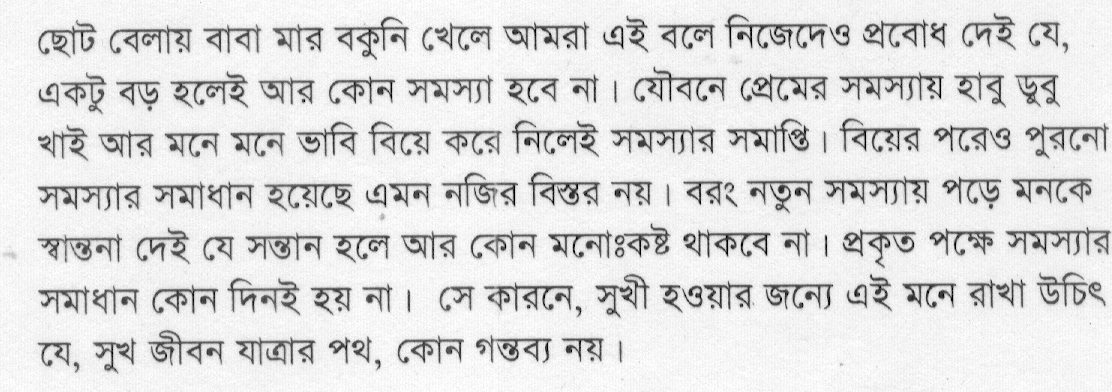 ছোট বেলায় বাবা মার বকুনি খেলে আমরা এই বলে নিজেদেও প্রবোধ দেই যে,
একটু বড় হলেই আর কোন সমস্যা হবে না । যৌবনে প্রেমের সমস্যায় হাবু ডুবু
খাই আর মনে মনে ভাবি বিয়ে করে নিলেই সমস্যার সমাপ্তি । বিয়ের পরেও পুরনো
সমস্যার সমাধান হয়েছে এমন নজির বিস্তর নয় । বরং নতুন সমস্যায় পড়ে মনকে
স্বান্তনা দেই যে সন্তান হলে আর কোন মনোঃকষ্ট থাকবে না । প্রকৃত পক্ষে সমস্যার
সমাধান কোন দিনই হয় না । সে কারনে, সুখী হওয়ার জন্যে এই মনে রাখা উচিৎ
যে, সুখ জীবন যাত্রার পথ, কোন গন্তব্য নয় ।